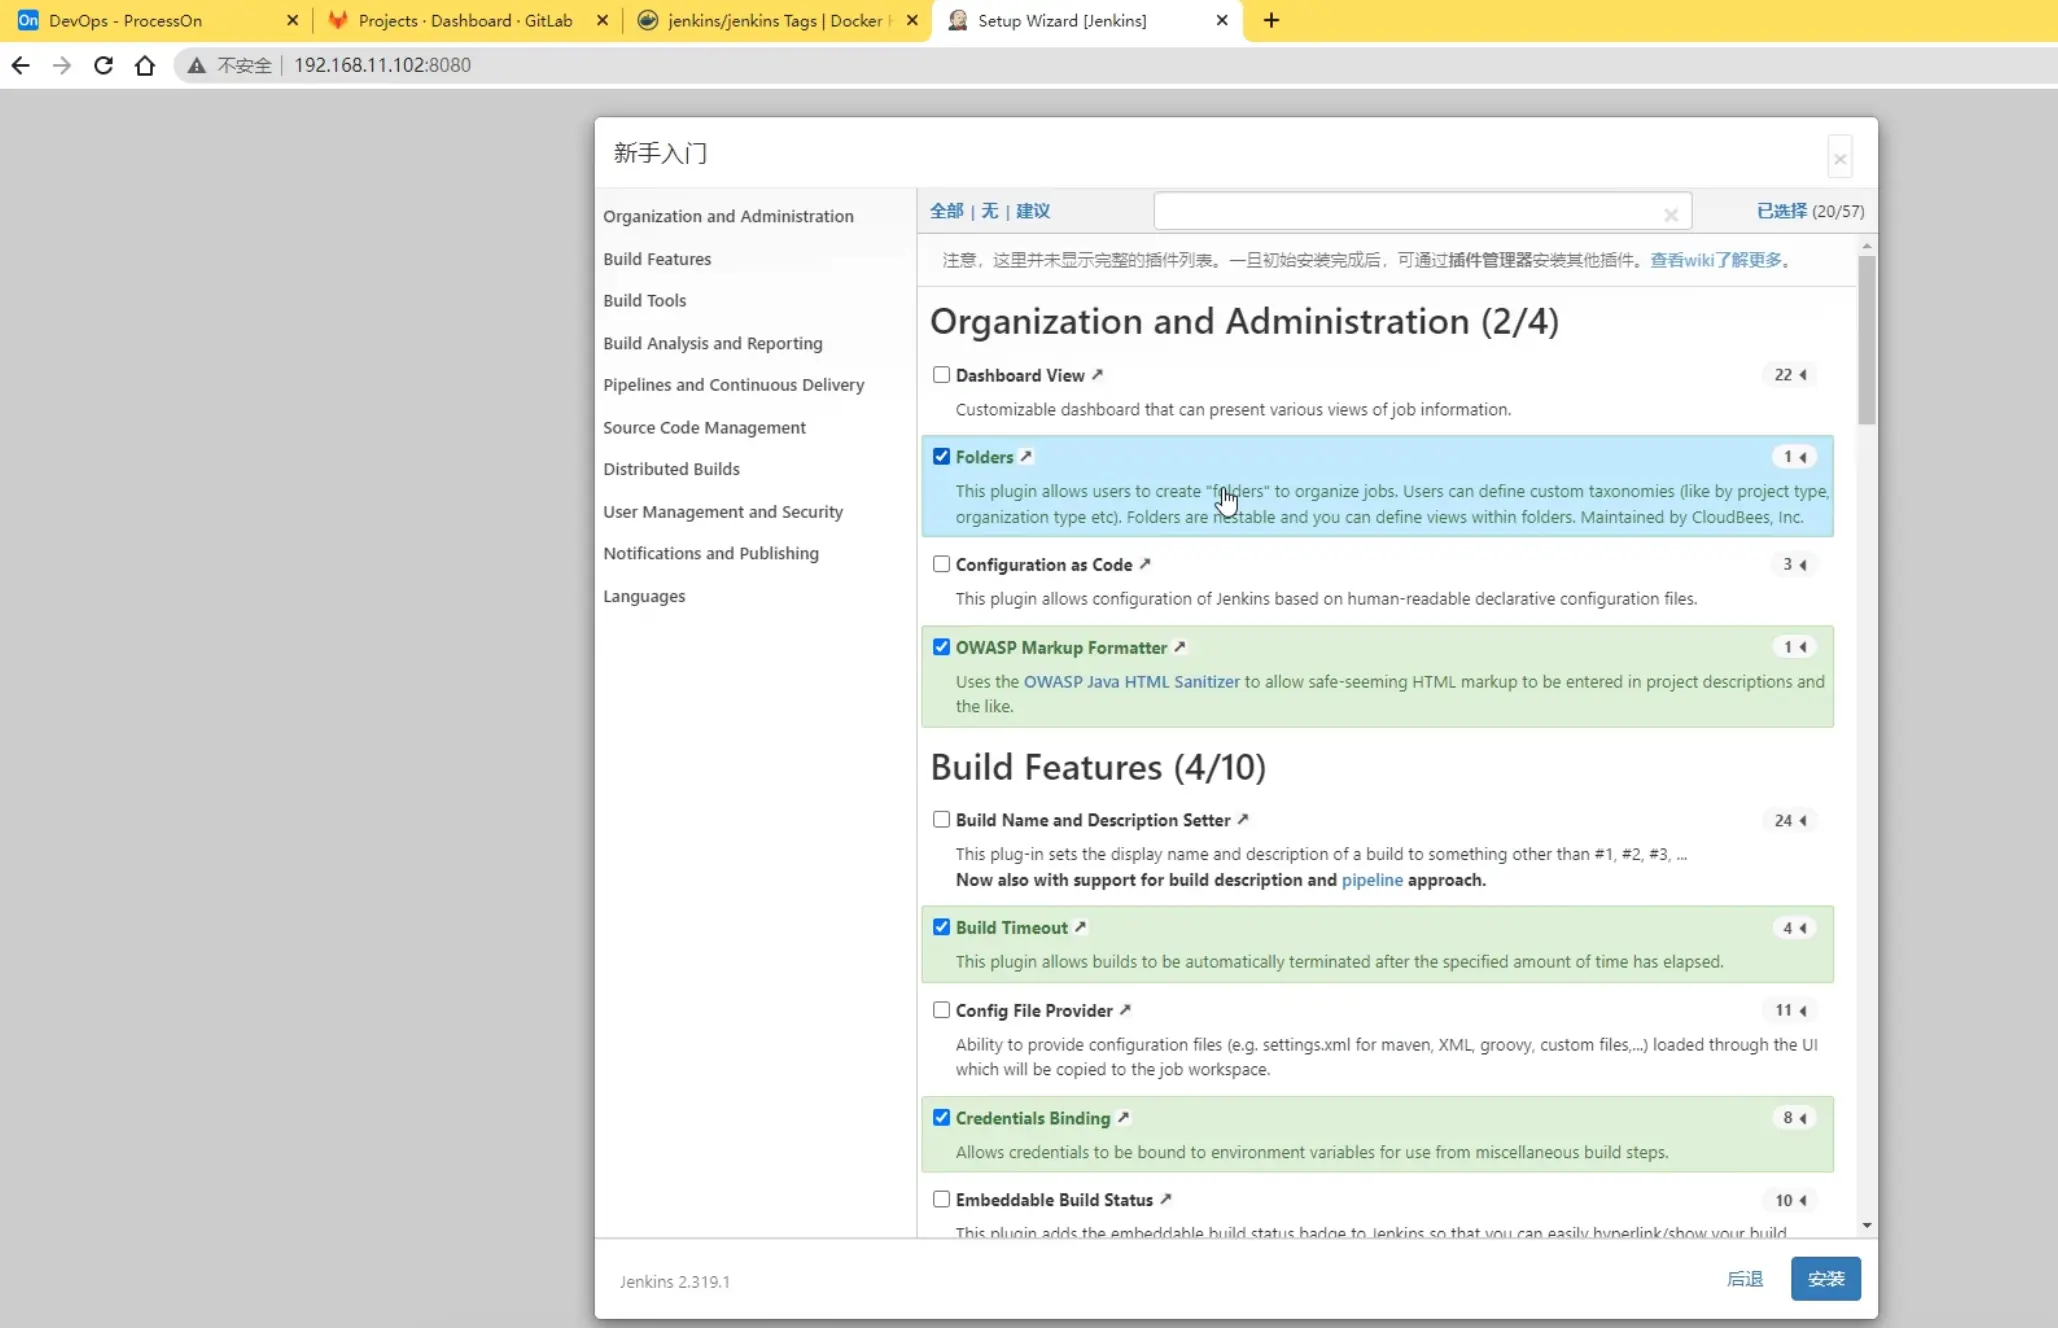 On DevOps - ProcessOn
Projects · Dashboard · GitLab
jenkins/jenkins Tags | Docker
Setup Wizard [Jenkins]
不安全 | 192.168.11.102:8080
新手入门
Organization and Administration
Build Features
Build Tools
Build Analysis and Reporting
Pipelines and Continuous Delivery
Source Code Management
Distributed Builds
User Management and Security
Notifications and Publishing
Languages
全部 | 无 | 建议
已选择 (20/57)
注意，这里并未显示完整的插件列表。一旦初始安装完成后，可通过插件管理器安装其他插件。查看wiki了解更多。
Organization and Administration (2/4)
Dashboard View 22
Customizable dashboard that can present various views of job information.
Folders 1
This plugin allows users to create "folders" to organize jobs. Users can define custom taxonomies (like by project type,
organization type etc). Folders are nestable and you can define views within folders. Maintained by CloudBees, Inc.
Configuration as Code 3
This plugin allows configuration of Jenkins based on human-readable declarative configuration files.
OWASP Markup Formatter 1
Uses the OWASP Java HTML Sanitizer to allow safe-seeming HTML markup to be entered in project descriptions and
the like.
Build Features (4/10)
Build Name and Description Setter 24
This plug-in sets the display name and description of a build to something other than #1, #2, #3, ...
Now also with support for build description and pipeline approach.
Build Timeout 4
This plugin allows builds to be automatically terminated after the specified amount of time has elapsed.
Config File Provider 11
Ability to provide configuration files (e.g. settings.xml for maven, XML, groovy, custom files,...) loaded through the UI
which will be copied to the job workspace.
Credentials Binding 8
Allows credentials to be bound to environment variables for use from miscellaneous build steps.
Embeddable Build Status 10
This plugin adds the embeddable build status badge to Jenkins so that you can easily hyperlink/show your build
Jenkins 2.319.1
后退
安装